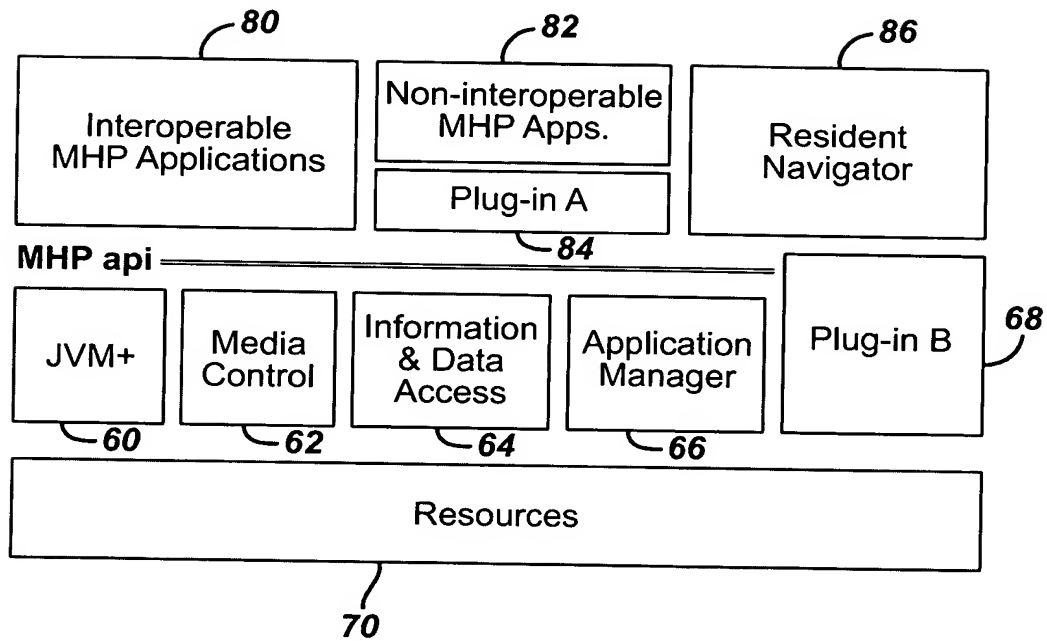 80
82
86
Interoperable
MHP Applications
Non-interoperable
MHP Apps.
Resident
Navigator
Plug-in A
84
MHP api
JVM+
Media
Control
Information
& Data
Access
Application
Manager
Plug-in B
68
60
62
64
66
Resources
70